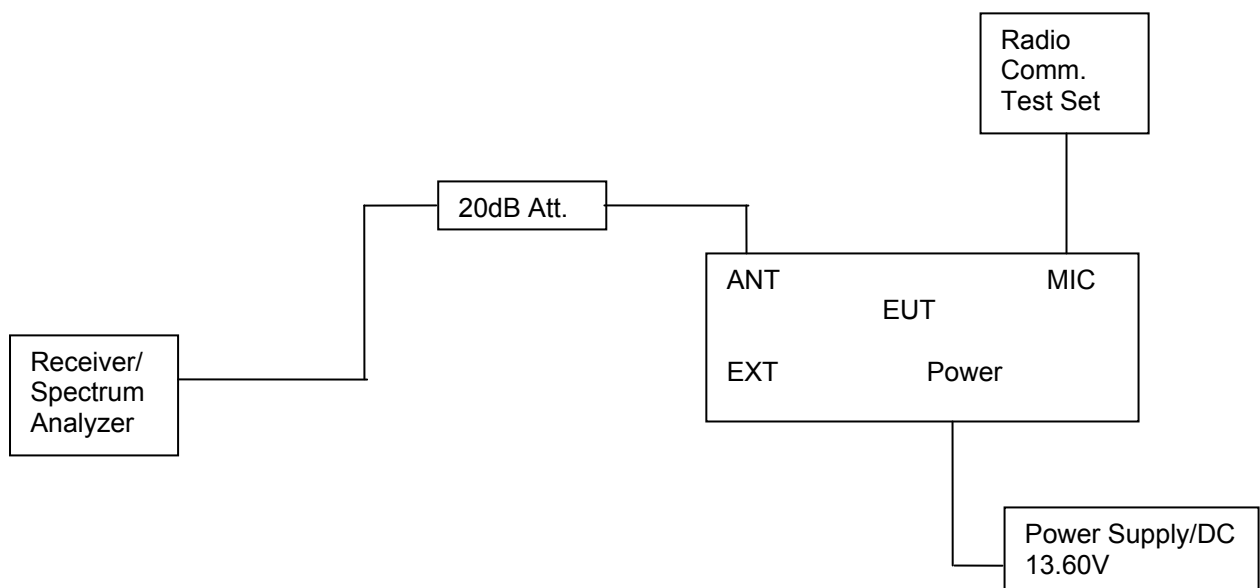 Radio
Comm.
Test Set
20dB Att.
ANT
MIC
EUT
Receiver/
Spectrum
Analyzer
EXT
Power
Power Supply/DC
13.60V